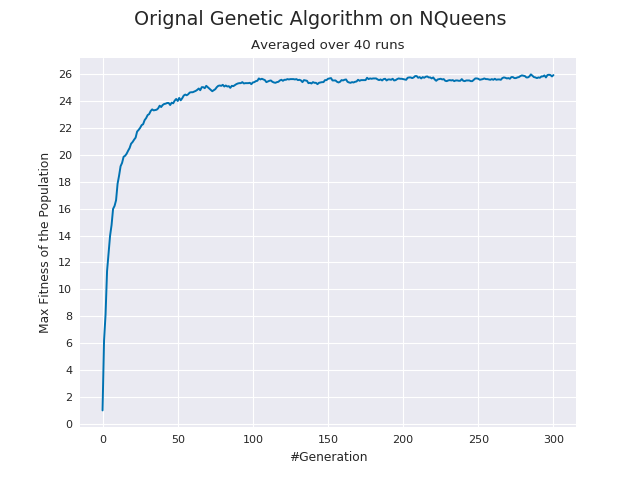 Orignal Genetic Algorithm on NQueens
Averaged over 40 runs
26
24
22
20
18
16
14
12
10
8
6
4
2
0
Max Fitness of the Population
0 50 100 150 200 250 300
#Generation